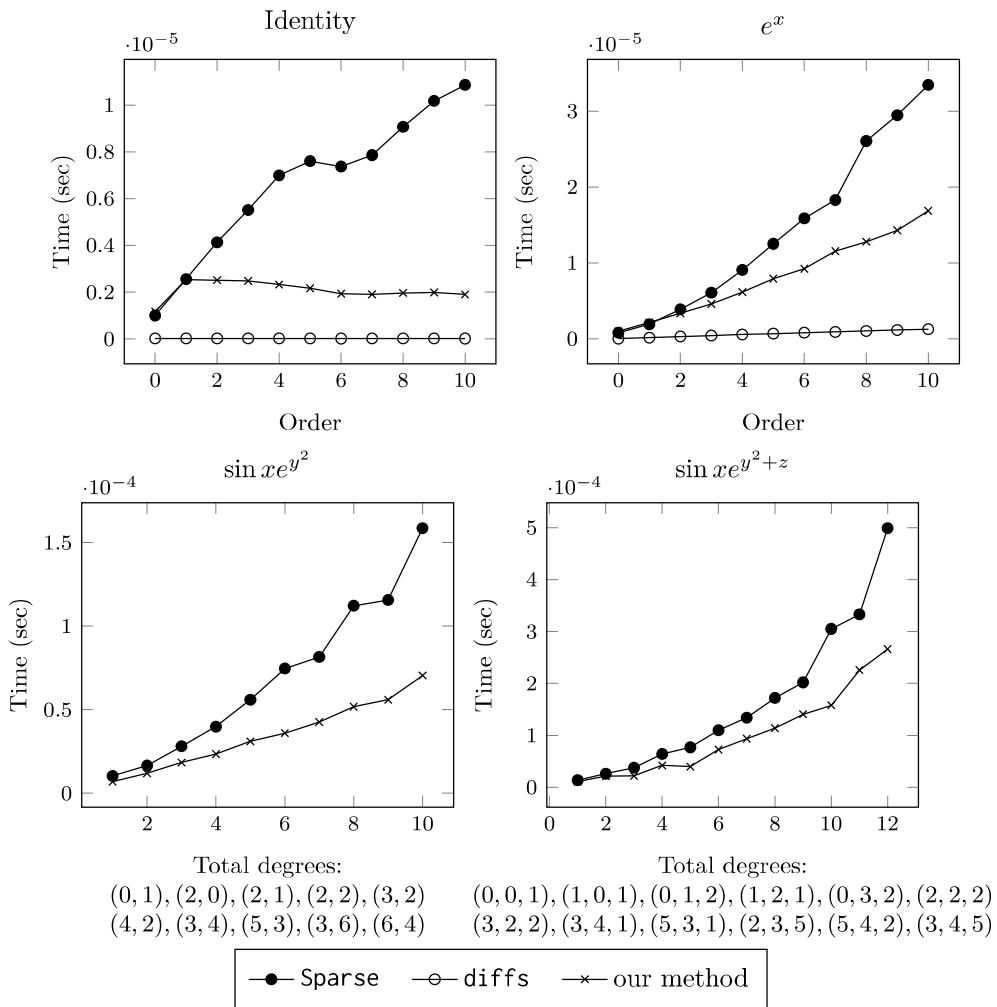 Identity
·10⁻⁵
1
0.8
0.6
0.4
0.2
0
Time (sec)
0 2 4 6 8 10
Order
eˣ
·10⁻⁵
3
2
1
0
Time (sec)
0 2 4 6 8 10
Order
sin xe^{y²}
·10⁻⁴
1.5
1
0.5
0
Time (sec)
2 4 6 8 10
Total degrees:
(0, 1), (2, 0), (2, 1), (2, 2), (3, 2)
(4, 2), (3, 4), (5, 3), (3, 6), (6, 4)
sin xe^{y²+z}
·10⁻⁴
5
4
3
2
1
0
Time (sec)
0 2 4 6 8 10 12
Total degrees:
(0, 0, 1), (1, 0, 1), (0, 1, 2), (1, 2, 1), (0, 3, 2), (2, 2, 2)
(3, 2, 2), (3, 4, 1), (5, 3, 1), (2, 3, 5), (5, 4, 2), (3, 4, 5)
Sparse diffs our method